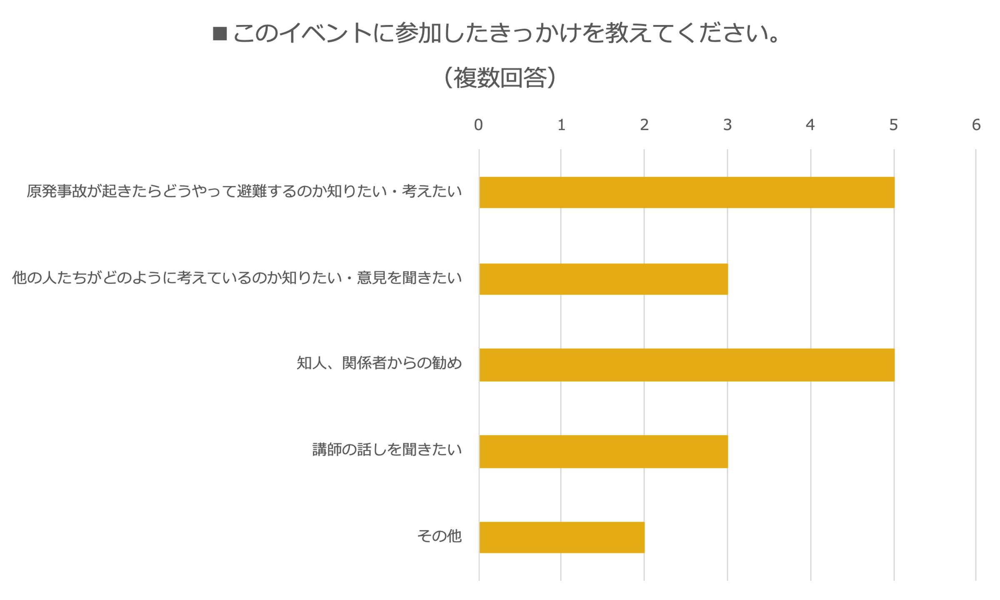 ■このイベントに参加したきっかけを教えてください。
（複数回答）
0 1 2 3 4 5 6
原発事故が起きたらどうやって避難するのか知りたい・考えたい
他の人たちがどのように考えているのか知りたい・意見を聞きたい
知人、関係者からの勧め
講師の話しを聞きたい
その他